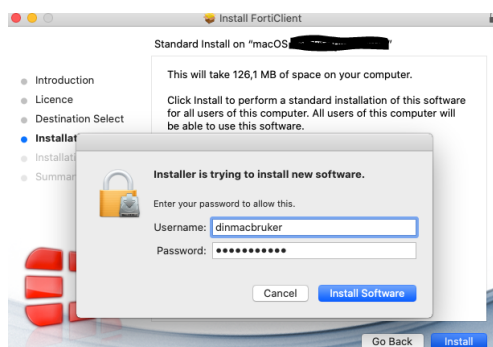 Install FortiClient
Standard Install on “macOS
Introduction
Licence
Destination Select
Installat
Installati
Summar
This will take 126,1 MB of space on your computer.
Click Install to perform a standard installation of this software
for all users of this computer. All users of this computer will
be able to use this software.
Installer is trying to install new software.
Enter your password to allow this.
Username: dinmacbruker
Password: •••••••••••
Cancel Install Software
Go Back Install